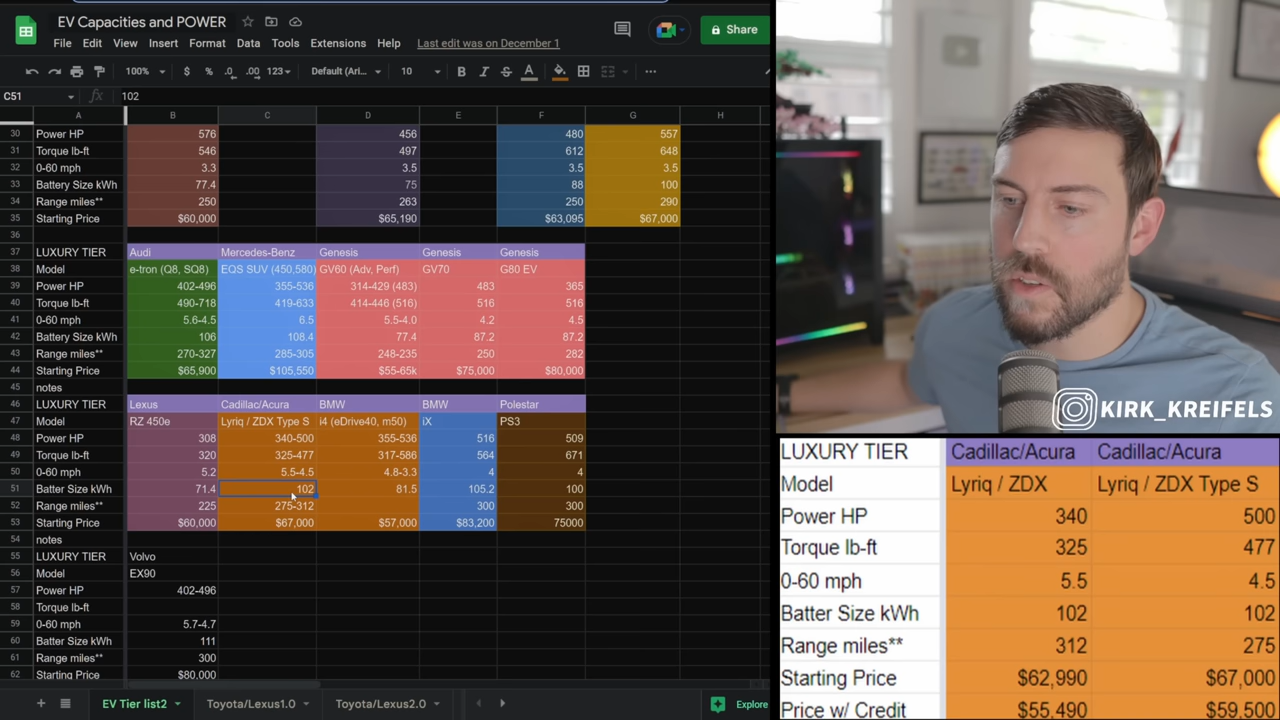 EV Capacities and POWER
File Edit View Insert Format Data Tools Extensions Help Last edit was on December 1
Share
100% $ % .0 .00 123 Default (Ari... 10 B I S A
C51 fx 102
A B C D E F G H
30 Power HP 576 456 480 557
31 Torque lb-ft 546 497 612 648
32 0-60 mph 3.3 3.5 3.5 3.5
33 Battery Size kWh 77.4 75 88 100
34 Range miles** 250 263 250 290
35 Starting Price $60,000 $65,190 $63,095 $67,000
36
37 LUXURY TIER Audi Mercedes-Benz Genesis Genesis Genesis
38 Model e-tron (Q8, SQ8) EQS SUV (450,580) GV60 (Adv, Perf) GV70 G80 EV
39 Power HP 402-496 355-536 314-429 (483) 483 365
40 Torque lb-ft 490-718 419-633 414-446 (516) 516 516
41 0-60 mph 5.6-4.5 6.5 5.5-4.0 4.2 4.5
42 Battery Size kWh 106 108.4 77.4 87.2 87.2
43 Range miles** 270-327 285-305 248-235 250 282
44 Starting Price $65,900 $105,550 $55-65k $75,000 $80,000
45 notes
46 LUXURY TIER Lexus Cadillac/Acura BMW BMW Polestar
47 Model RZ 450e Lyriq / ZDX Type S i4 (eDrive40, m50) iX PS3
48 Power HP 308 340-500 355-536 516 509
49 Torque lb-ft 320 325-477 317-586 564 671
50 0-60 mph 5.2 5.5-4.5 4.8-3.3 4 4
51 Batter Size kWh 71.4 102 81.5 105.2 100
52 Range miles** 225 275-312 300 300
53 Starting Price $60,000 $67,000 $57,000 $83,200 75000
54 notes
55 LUXURY TIER Volvo
56 Model EX90
57 Power HP 402-496
58 Torque lb-ft
59 0-60 mph 5.7-4.7
60 Batter Size kWh 111
61 Range miles** 300
62 Starting Price $80,000
EV Tier list2 Toyota/Lexus1.0 Toyota/Lexus2.0 Explore
KIRK_KREIFELS
LUXURY TIER Cadillac/Acura Cadillac/Acura
Model Lyriq / ZDX Lyriq / ZDX Type S
Power HP 340 500
Torque lb-ft 325 477
0-60 mph 5.5 4.5
Batter Size kWh 102 102
Range miles** 312 275
Starting Price $62,990 $67,000
Price w/ Credit $55,490 $59,500